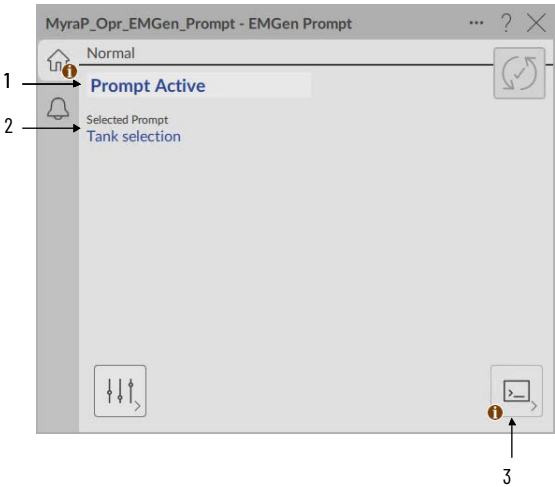 MyraP_Opr_EMGen_Prompt - EMGen Prompt ... ?
Normal
1 Prompt Active
Selected Prompt
2 Tank selection
3